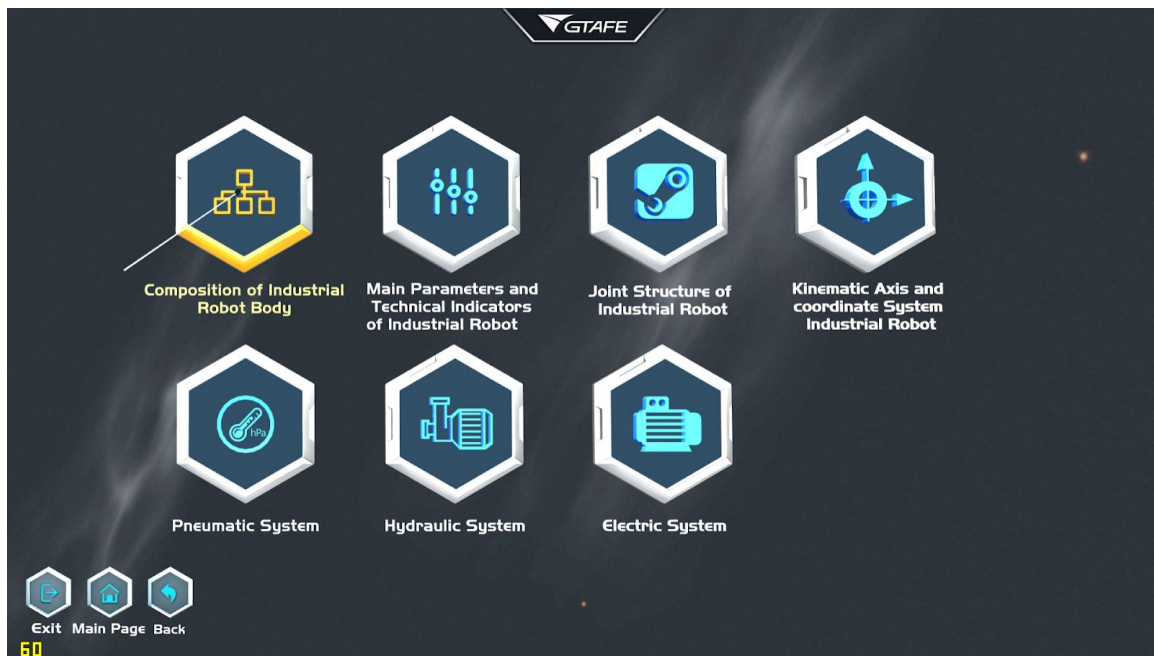 GTAFE
Composition of Industrial
Robot Body
Main Parameters and
Technical Indicators
of Industrial Robot
Joint Structure of
Industrial Robot
Kinematic Axis and
coordinate System
Industrial Robot
hPa
Pneumatic System
Hydraulic System
Electric System
Exit
Main Page
Back
60